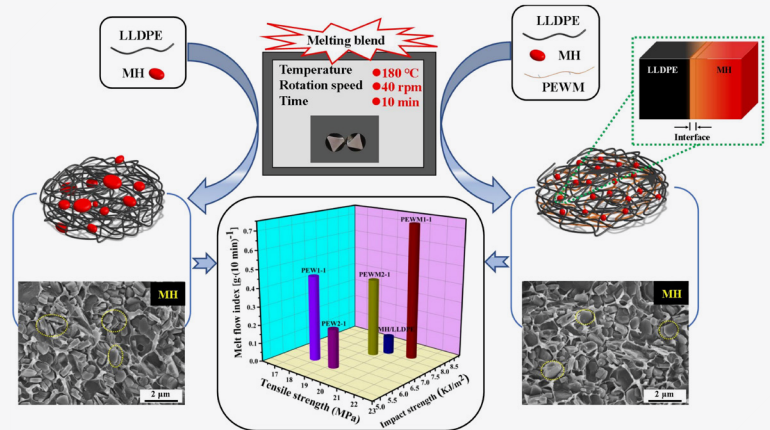 LLDPE
MH
Melting blend
Temperature ●180 ℃
Rotation speed ●40 rpm
Time ●10 min
LLDPE
MH
PEWM
LLDPE MH
Interface
MH
2 μm
Melt flow index [g·(10 min)-1]
0.7
0.6
0.5
0.4
0.3
0.2
0.1
0.0
PEW1-1
PEW2-1
PEWM2-1
MH/LLDPE
PEWM1-1
17
18
19
20
21
22
23
Tensile strength (MPa)
5.0
5.5
6.0
6.5
7.0
7.5
8.0
8.5
Impact strength (KJ/m2)
MH
2 μm